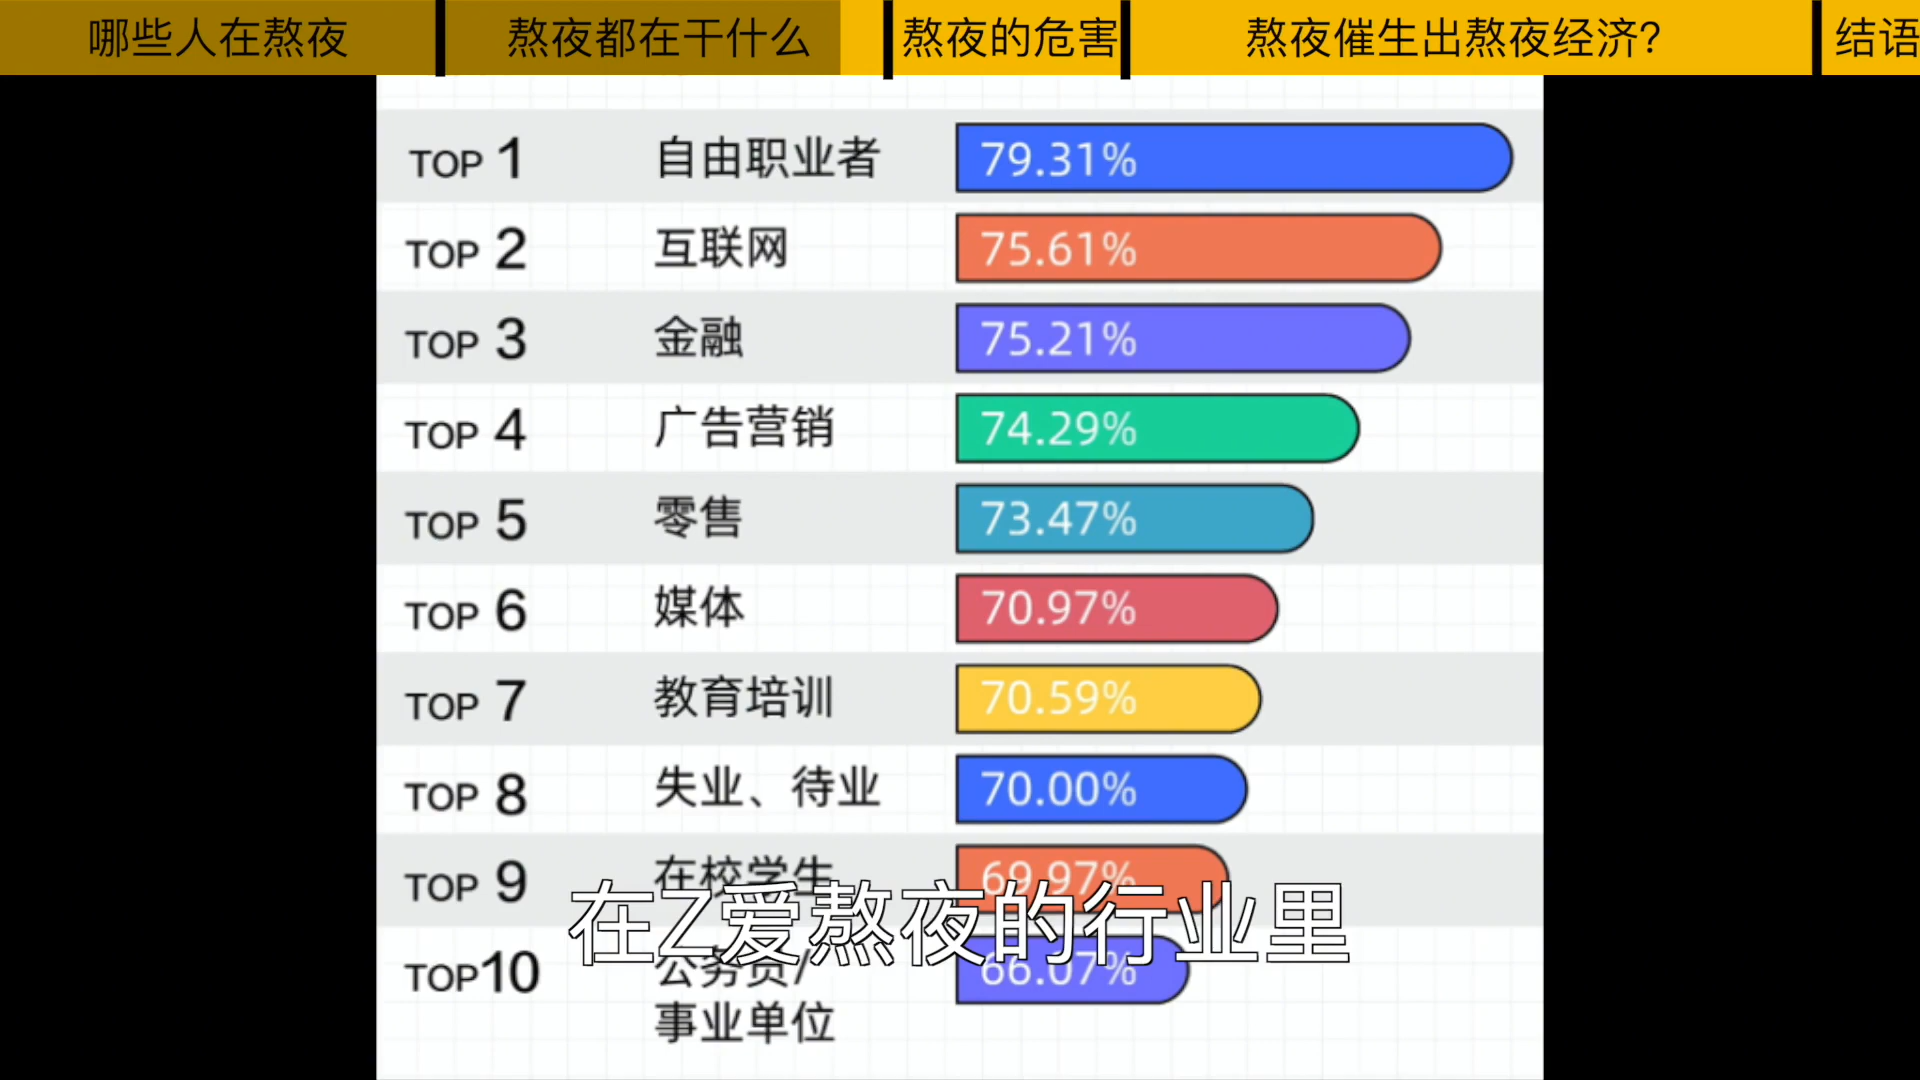 哪些人在熬夜 熬夜都在干什么 熬夜的危害 熬夜催生出熬夜经济? 结语
TOP 1 自由职业者 79.31%
TOP 2 互联网 75.61%
TOP 3 金融 75.21%
TOP 4 广告营销 74.29%
TOP 5 零售 73.47%
TOP 6 媒体 70.97%
TOP 7 教育培训 70.59%
TOP 8 失业、待业 70.00%
TOP 9 在校学生 69.97%
在Z爱熬夜的行业里
TOP10 公务员/ 66.07%
事业单位